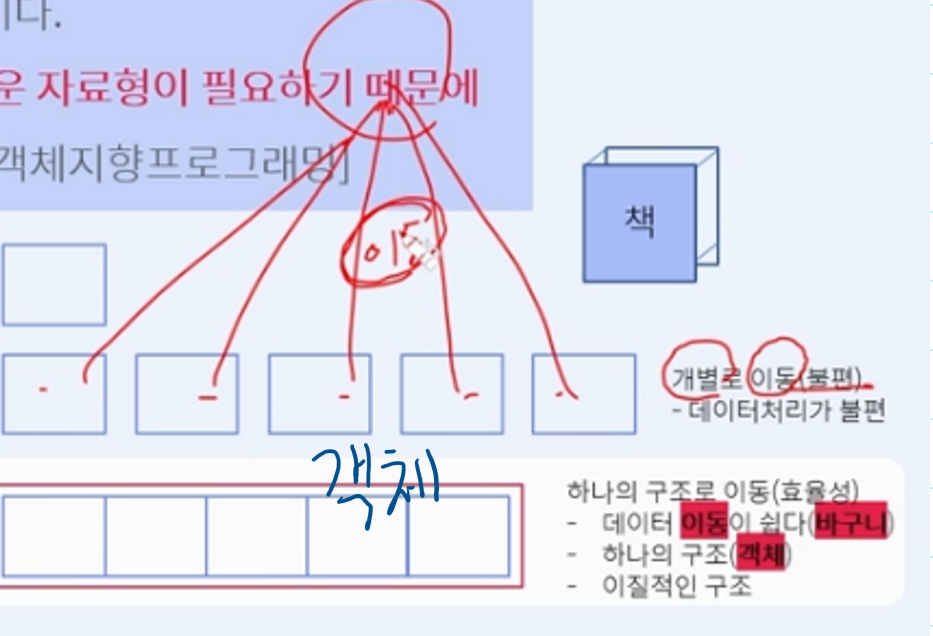 다.
운 자료형이 필요하기 때문에
객체지향프로그래밍]
책
개별로 이동(불편)
- 데이터처리가 불편
객체
하나의 구조로 이동(효율성)
- 데이터 이동이 쉽다(바구니)
- 하나의 구조(객체)
- 이질적인 구조